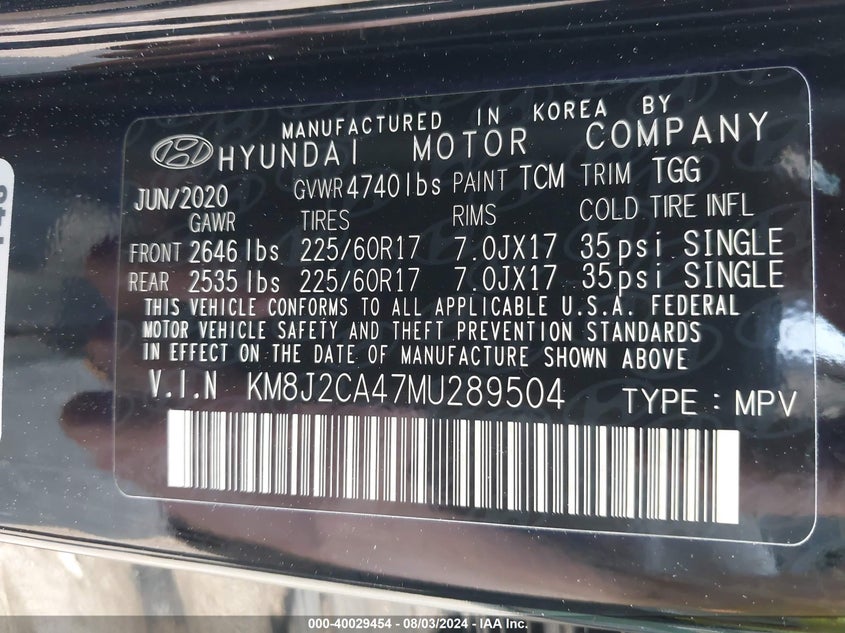 MANUFACTURED IN KOREA BY
HYUNDAI MOTOR COMPANY
JUN/2020 GVWR 4740 lbs PAINT TCM TRIM TGG
GAWR TIRES RIMS COLD TIRE INFL
FRONT 2646 lbs 225/60R17 7.0JX17 35psi SINGLE
REAR 2535 lbs 225/60R17 7.0JX17 35psi SINGLE
THIS VEHICLE CONFORMS TO ALL APPLICABLE U.S.A. FEDERAL
MOTOR VEHICLE SAFETY AND THEFT PREVENTION STANDARDS
IN EFFECT ON THE DATE OF MANUFACTURE SHOWN ABOVE
V.I.N KM8J2CA47MU289504 TYPE : MPV
000-40029454 - 08/03/2024 - IAA Inc.